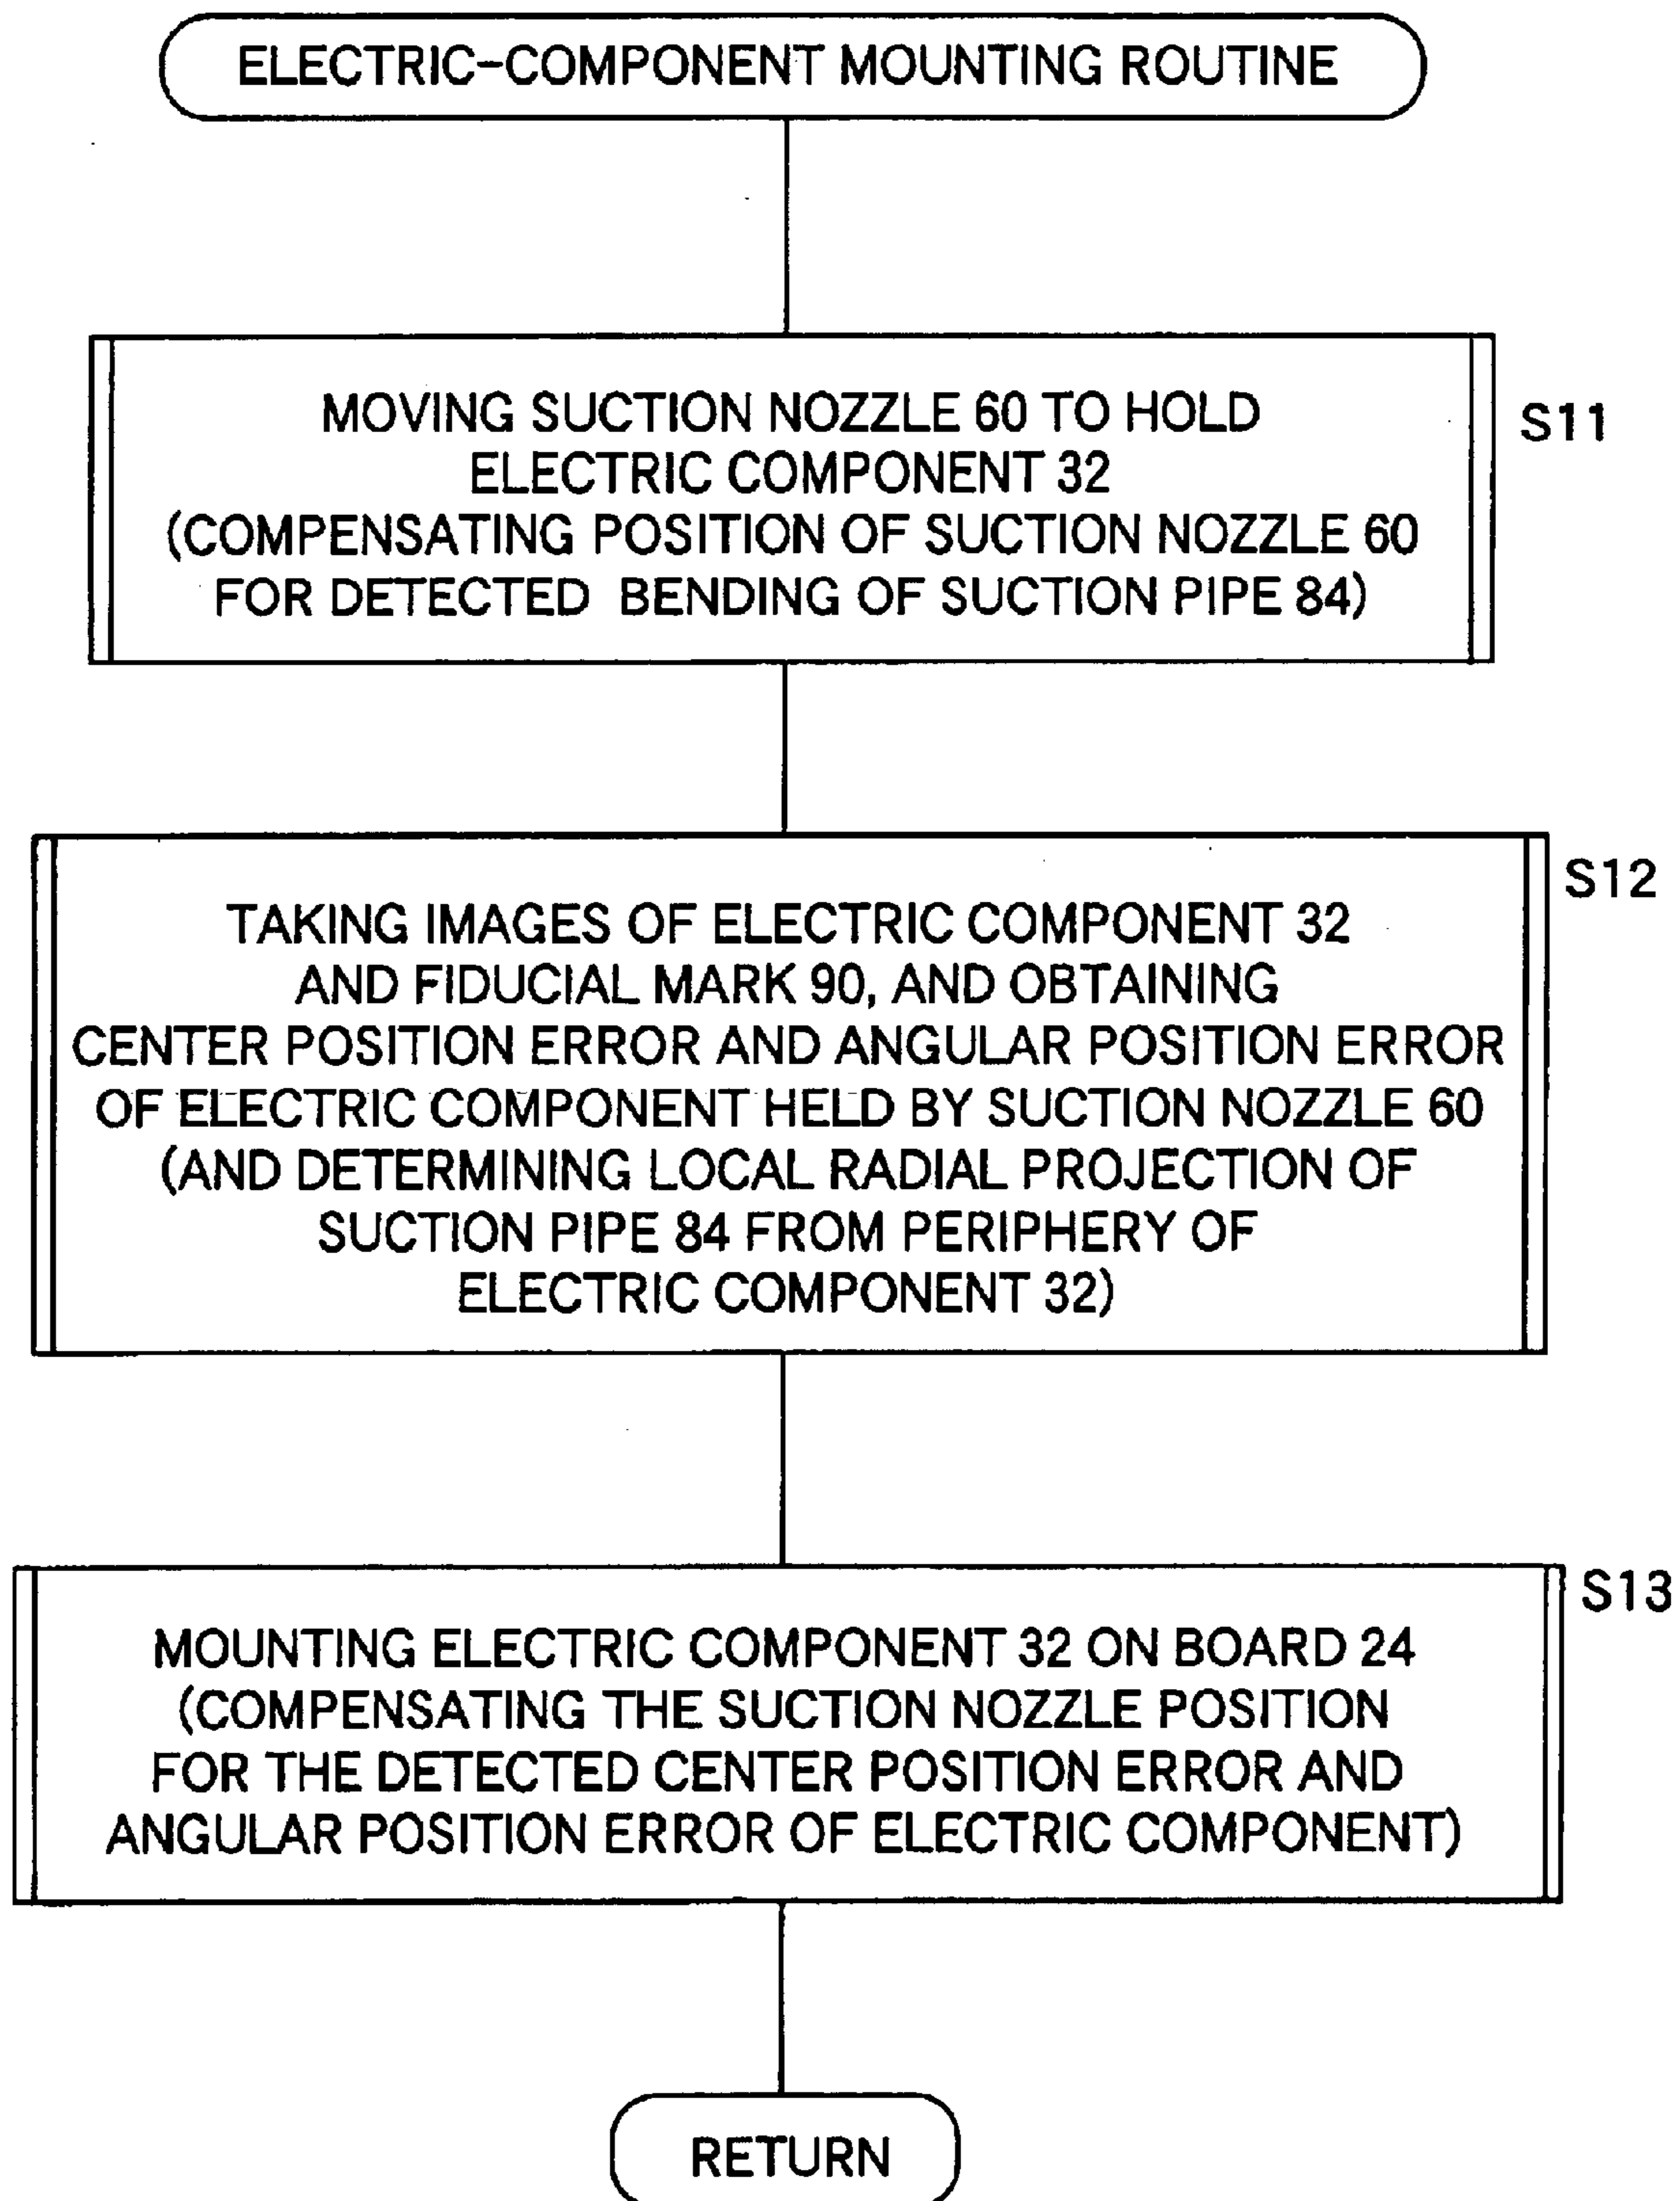 ELECTRIC-COMPONENT MOUNTING ROUTINE
MOVING SUCTION NOZZLE 60 TO HOLD
ELECTRIC COMPONENT 32
(COMPENSATING POSITION OF SUCTION NOZZLE 60
FOR DETECTED BENDING OF SUCTION PIPE 84)
S11
TAKING IMAGES OF ELECTRIC COMPONENT 32
AND FIDUCIAL MARK 90, AND OBTAINING
CENTER POSITION ERROR AND ANGULAR POSITION ERROR
OF ELECTRIC COMPONENT HELD BY SUCTION NOZZLE 60
(AND DETERMINING LOCAL RADIAL PROJECTION OF
SUCTION PIPE 84 FROM PERIPHERY OF
ELECTRIC COMPONENT 32)
S12
MOUNTING ELECTRIC COMPONENT 32 ON BOARD 24
(COMPENSATING THE SUCTION NOZZLE POSITION
FOR THE DETECTED CENTER POSITION ERROR AND
ANGULAR POSITION ERROR OF ELECTRIC COMPONENT)
S13
RETURN